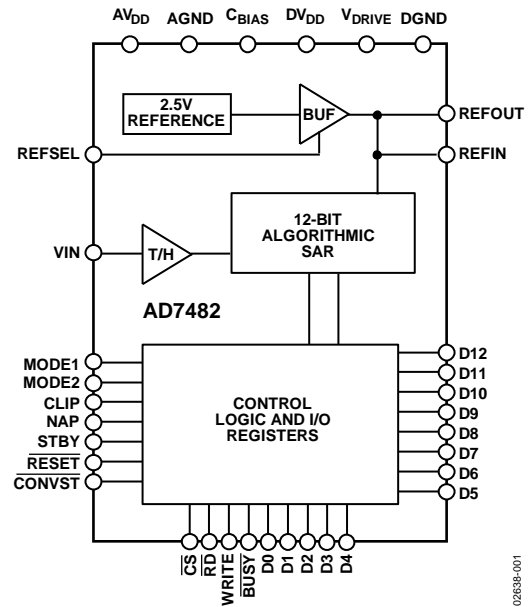 AVDD AGND CBIAS DVDD VDRIVE DGND
2.5V
REFERENCE
BUF
REFOUT
REFSEL
REFIN
12-BIT
ALGORITHMIC
SAR
VIN
T/H
AD7482
MODE1
MODE2
CLIP
NAP
STBY
RESET
CONVST
CONTROL
LOGIC AND I/O
REGISTERS
D12
D11
D10
D9
D8
D7
D6
D5
CS
RD
WRITE
BUSY
D0
D1
D2
D3
D4
02638-001